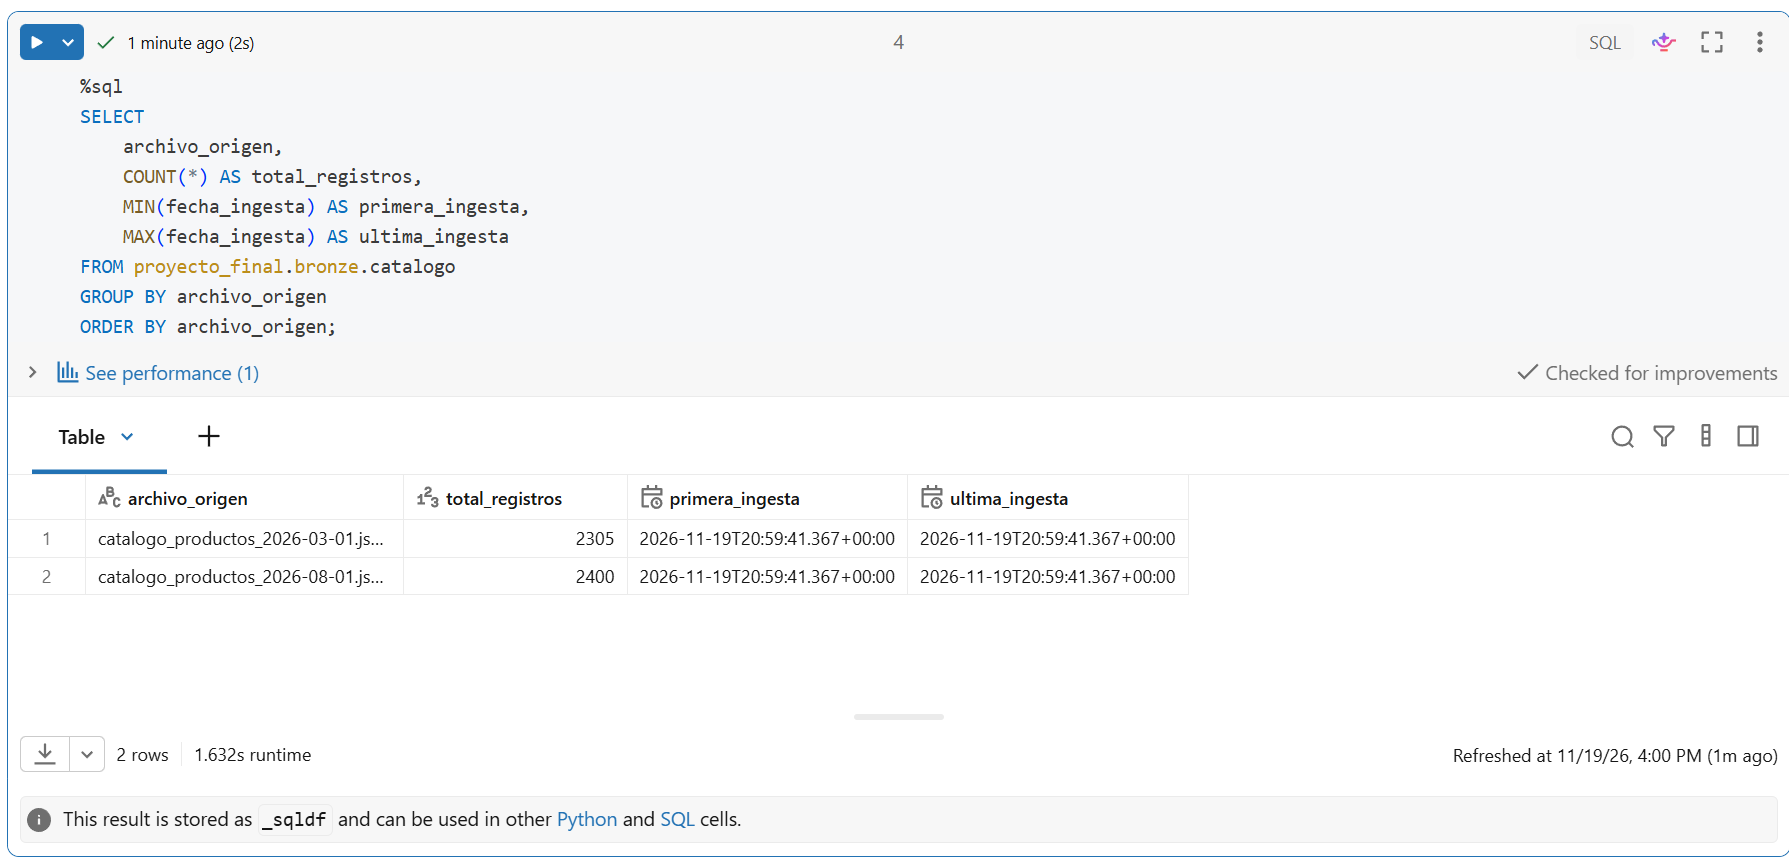 1 minute ago (2s)
4
SQL
%sql
SELECT
archivo_origen,
COUNT(*) AS total_registros,
MIN(fecha_ingesta) AS primera_ingesta,
MAX(fecha_ingesta) AS ultima_ingesta
FROM proyecto_final.bronze.catalogo
GROUP BY archivo_origen
ORDER BY archivo_origen;
See performance (1)
Checked for improvements
Table
archivo_origen total_registros primera_ingesta ultima_ingesta
1 catalogo_productos_2026-03-01.js... 2305 2026-11-19T20:59:41.367+00:00 2026-11-19T20:59:41.367+00:00
2 catalogo_productos_2026-08-01.js... 2400 2026-11-19T20:59:41.367+00:00 2026-11-19T20:59:41.367+00:00
2 rows 1.632s runtime
Refreshed at 11/19/26, 4:00 PM (1m ago)
This result is stored as _sqldf and can be used in other Python and SQL cells.